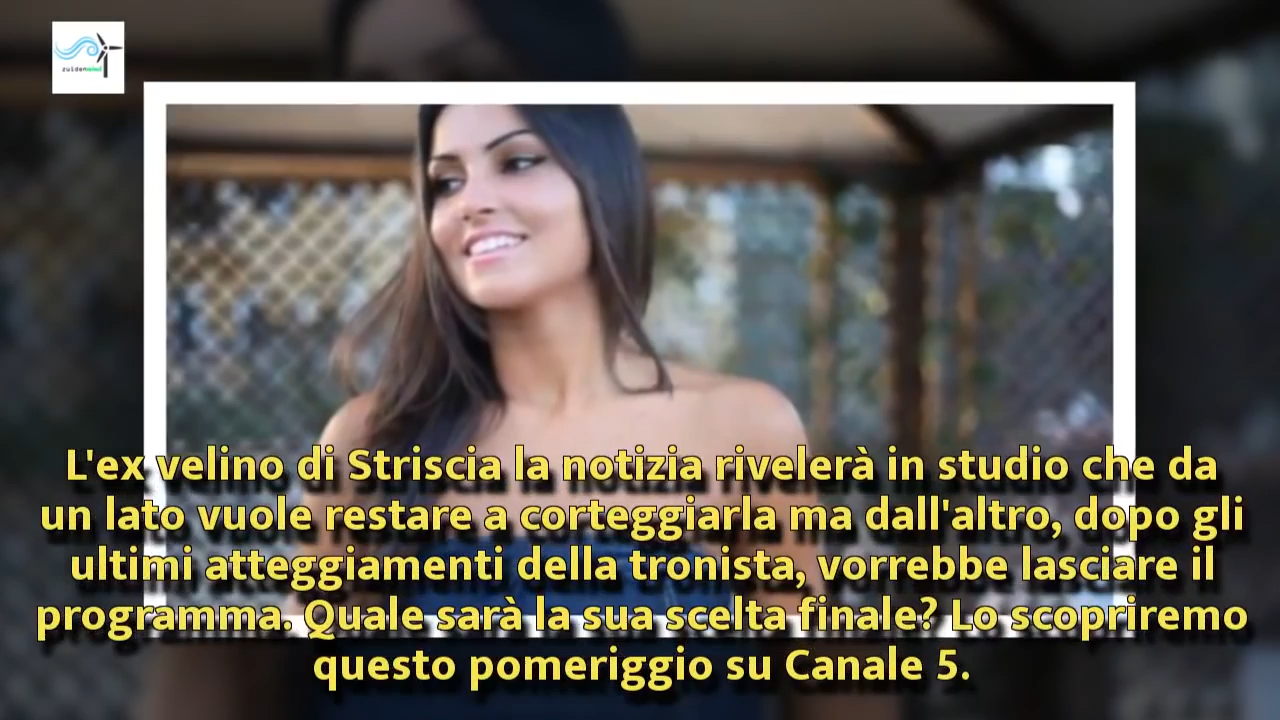 zuidenwind
L'ex velino di Striscia la notizia rivelerà in studio che da
un lato vuole restare a corteggiarla ma dall'altro, dopo gli
ultimi atteggiamenti della tronista, vorrebbe lasciare il
programma. Quale sarà la sua scelta finale? Lo scopriremo
questo pomeriggio su Canale 5.